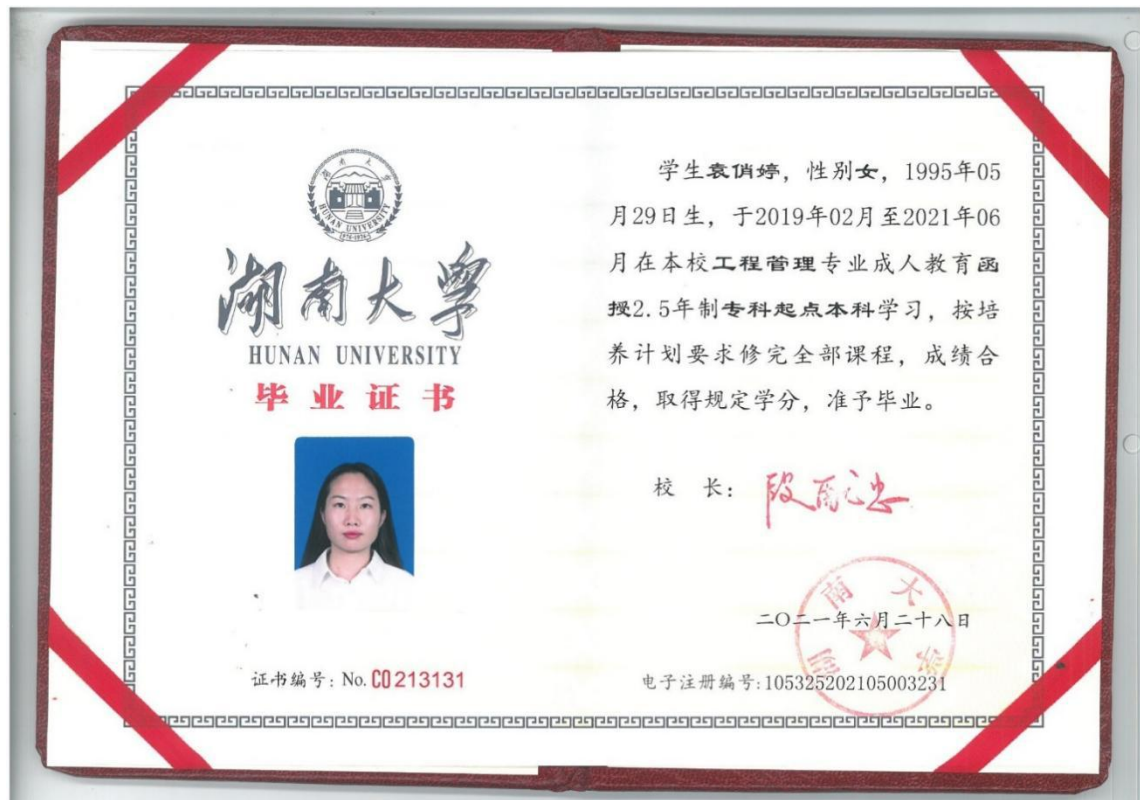 湖南大學
HUNAN UNIVERSITY
毕业证书
证书编号：No. C0213131
学生袁俏婷，性别女，1995年05
月29日生，于2019年02月至2021年06
月在本校工程管理专业成人教育函
授2.5年制专科起点本科学习，按培
养计划要求修完全部课程，成绩合
格，取得规定学分，准予毕业。
校 长：
二〇二一年六月二十八日
电子注册编号:105325202105003231